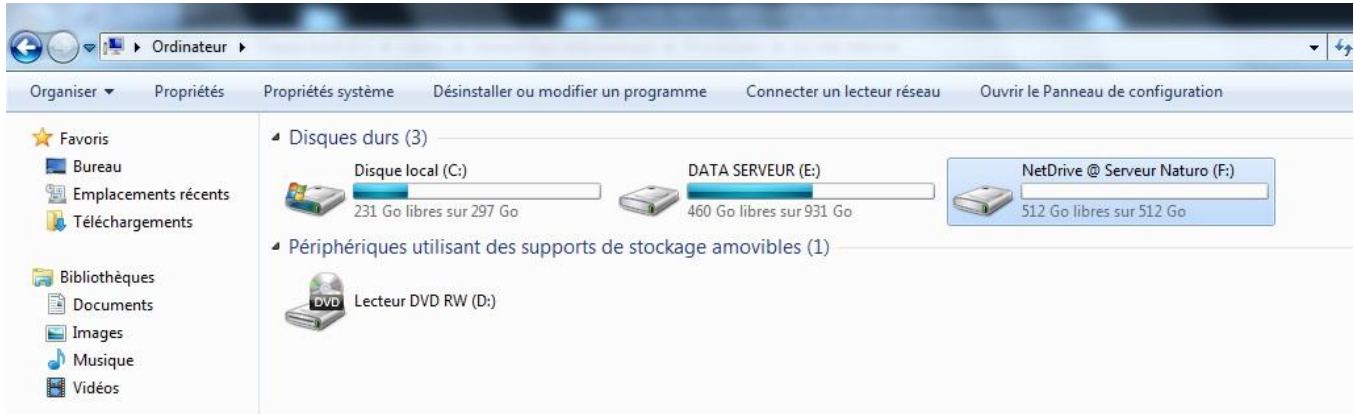 Ordinateur
Organiser Propriétés Propriétés système Désinstaller ou modifier un programme Connecter un lecteur réseau Ouvrir le Panneau de configuration
Favoris
Bureau
Emplacements récents
Téléchargements
Bibliothèques
Documents
Images
Musique
Vidéos
Disques durs (3)
Disque local (C:)
231 Go libres sur 297 Go
DATA SERVEUR (E:)
460 Go libres sur 931 Go
NetDrive @ Serveur Naturo (F:)
512 Go libres sur 512 Go
Périphériques utilisant des supports de stockage amovibles (1)
DVD
Lecteur DVD RW (D:)